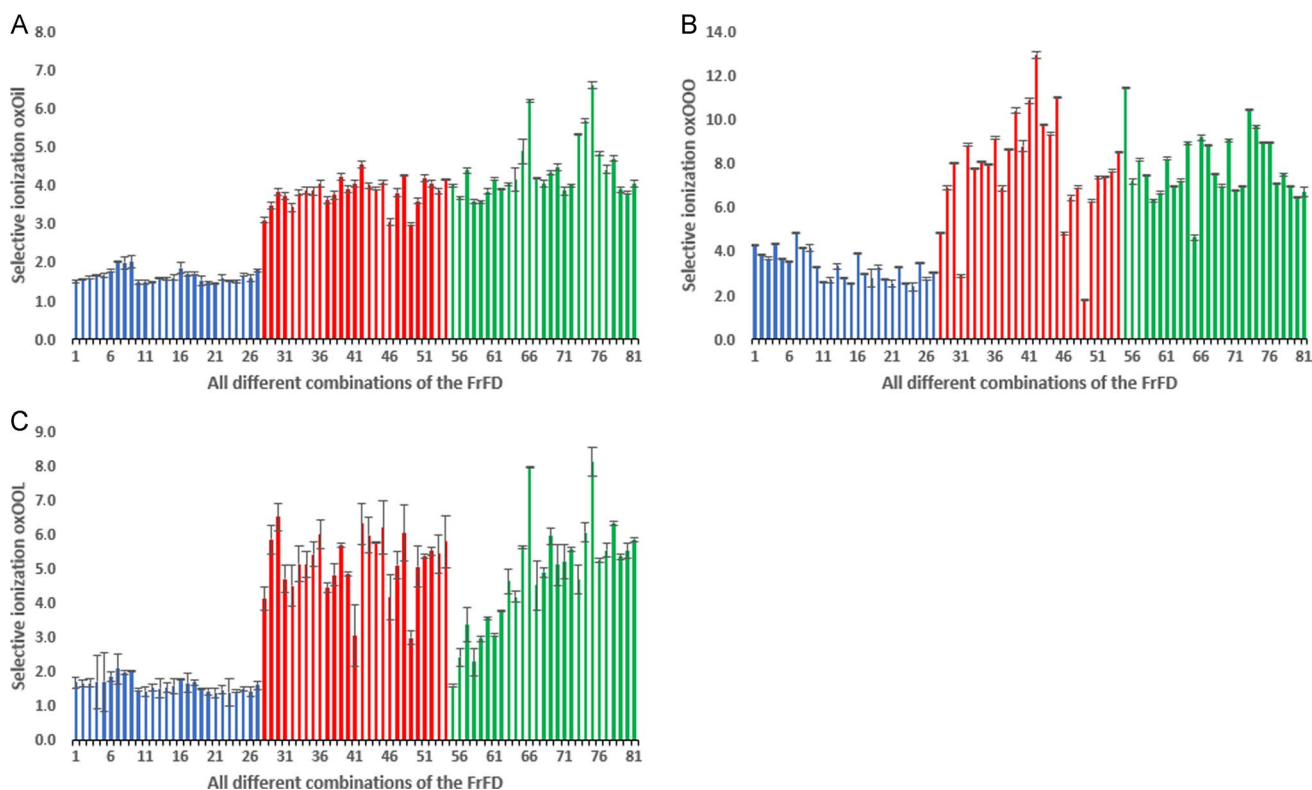 A
Selective ionization oxOil
8.0
7.0
6.0
5.0
4.0
3.0
2.0
1.0
0.0
1 6 11 16 21 26 31 36 41 46 51 56 61 66 71 76 81
All different combinations of the FrFD
B
Selective ionization oxOOO
14.0
12.0
10.0
8.0
6.0
4.0
2.0
0.0
1 6 11 16 21 26 31 36 41 46 51 56 61 66 71 76 81
All different combinations of the FrFD
C
Selective ionization oxOOL
9.0
8.0
7.0
6.0
5.0
4.0
3.0
2.0
1.0
0.0
1 6 11 16 21 26 31 36 41 46 51 56 61 66 71 76 81
All different combinations of the FrFD